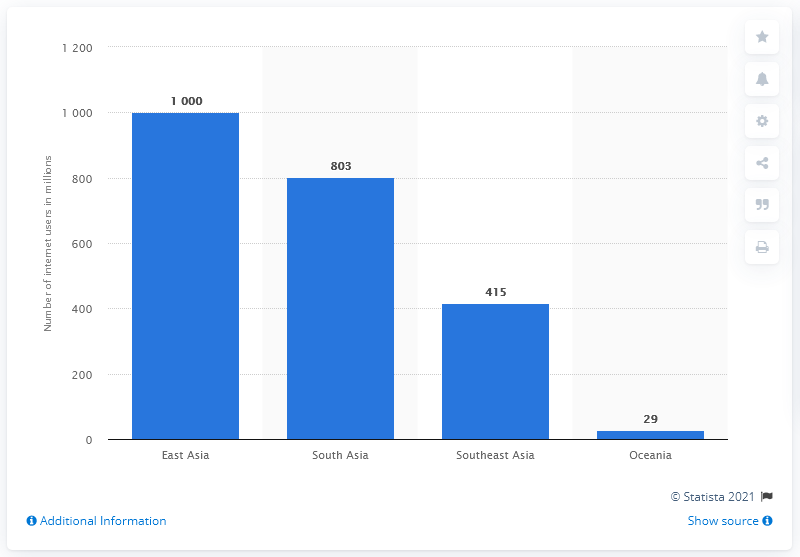 1 200
1 000
800
600
400
200
0
Number of internet users in millions
1 000
803
415
29
East Asia
South Asia
Southeast Asia
Oceania
© Statista 2021
Additional Information
Show source